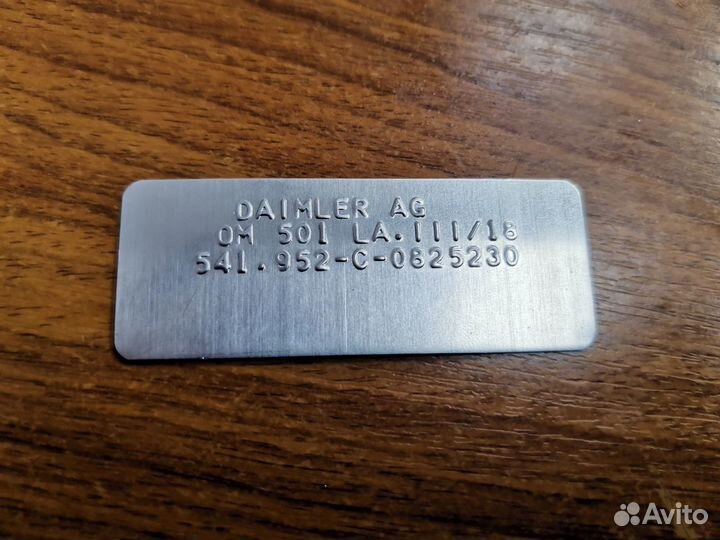 DAIMLER AG
OM 501 LA.III/18
541.952-C-0825230
Avito